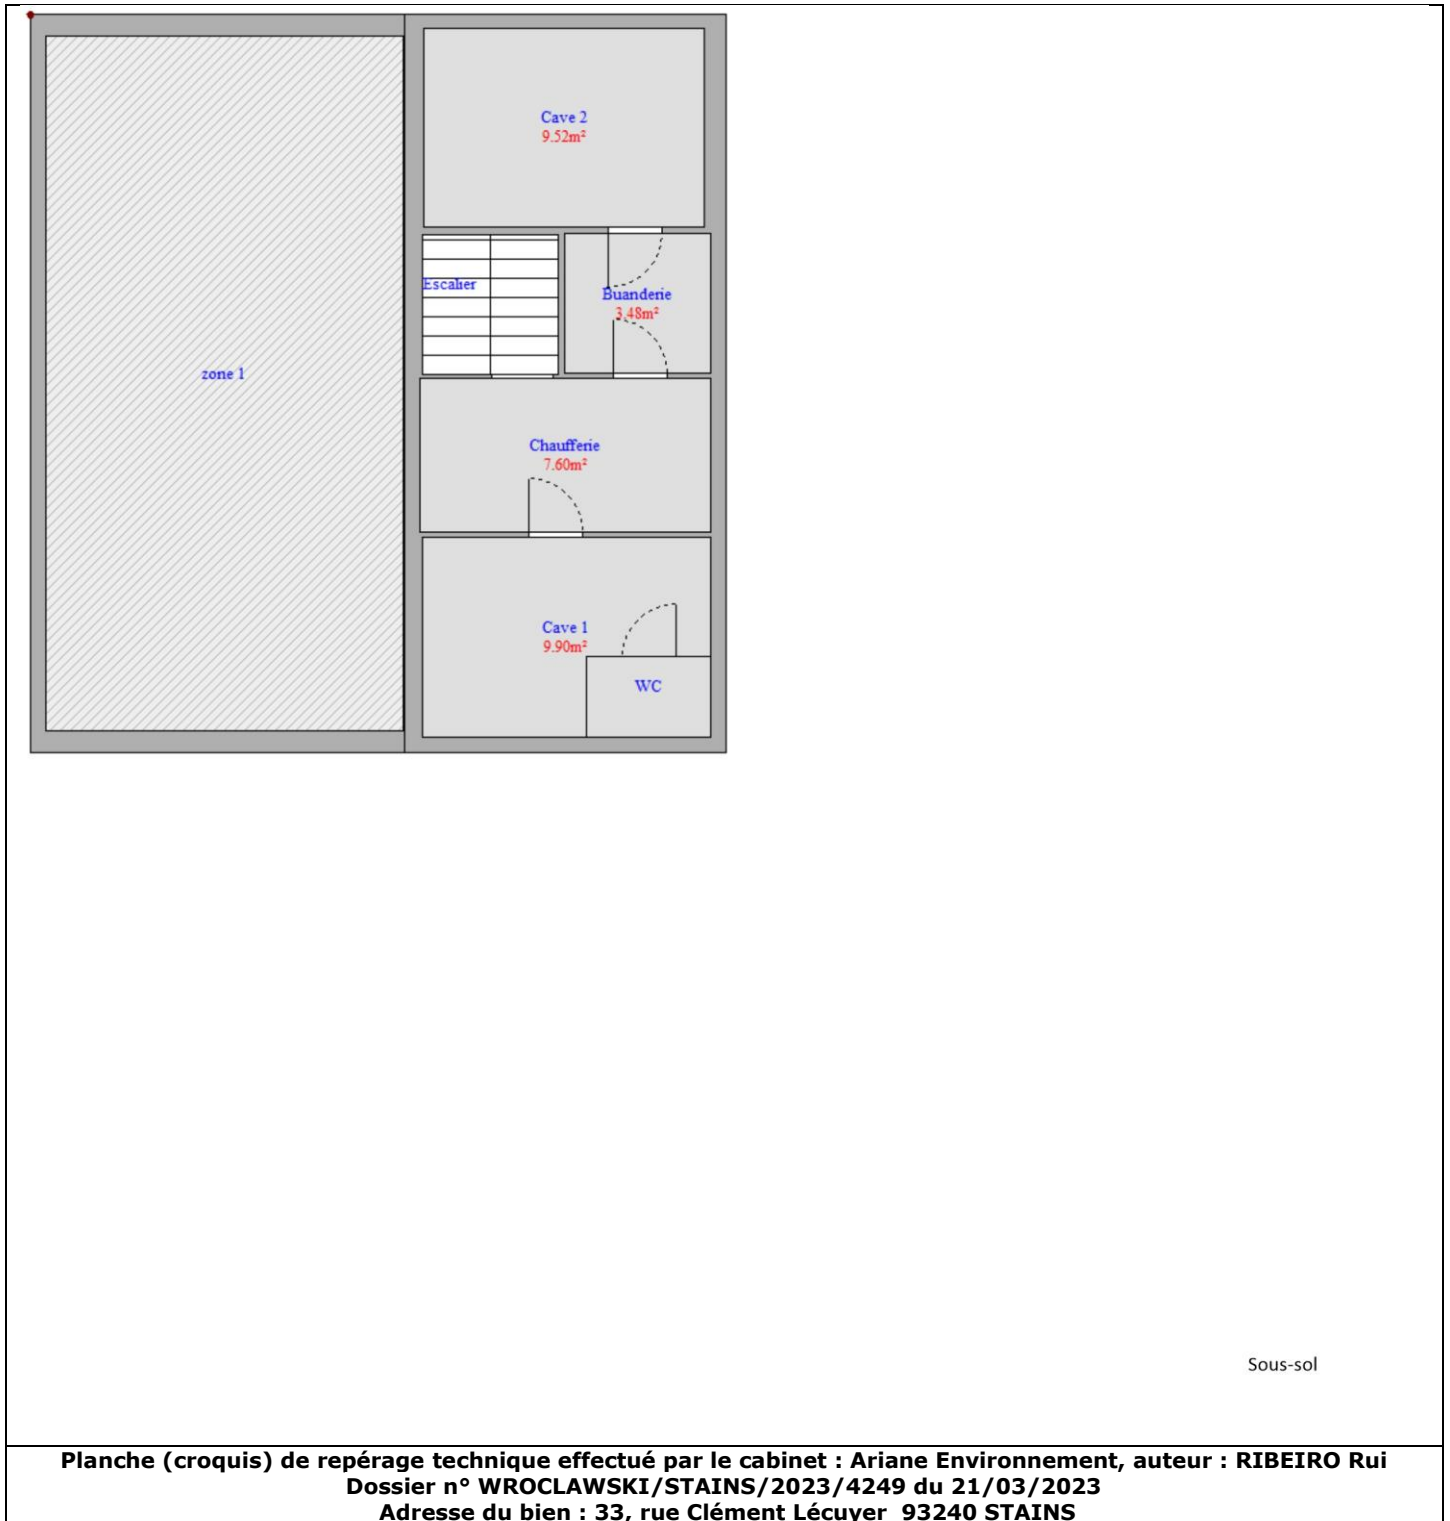 Cave 2
9.52m²
Escalier
Buanderie
3.48m²
zone 1
Chaufferie
7.60m²
Cave 1
9.90m²
WC
Sous-sol
Planche (croquis) de repérage technique effectué par le cabinet : Ariane Environnement, auteur : RIBEIRO Rui
Dossier n° WROCLAWSKI/STAINS/2023/4249 du 21/03/2023
Adresse du bien : 33, rue Clément Lécuyer 93240 STAINS